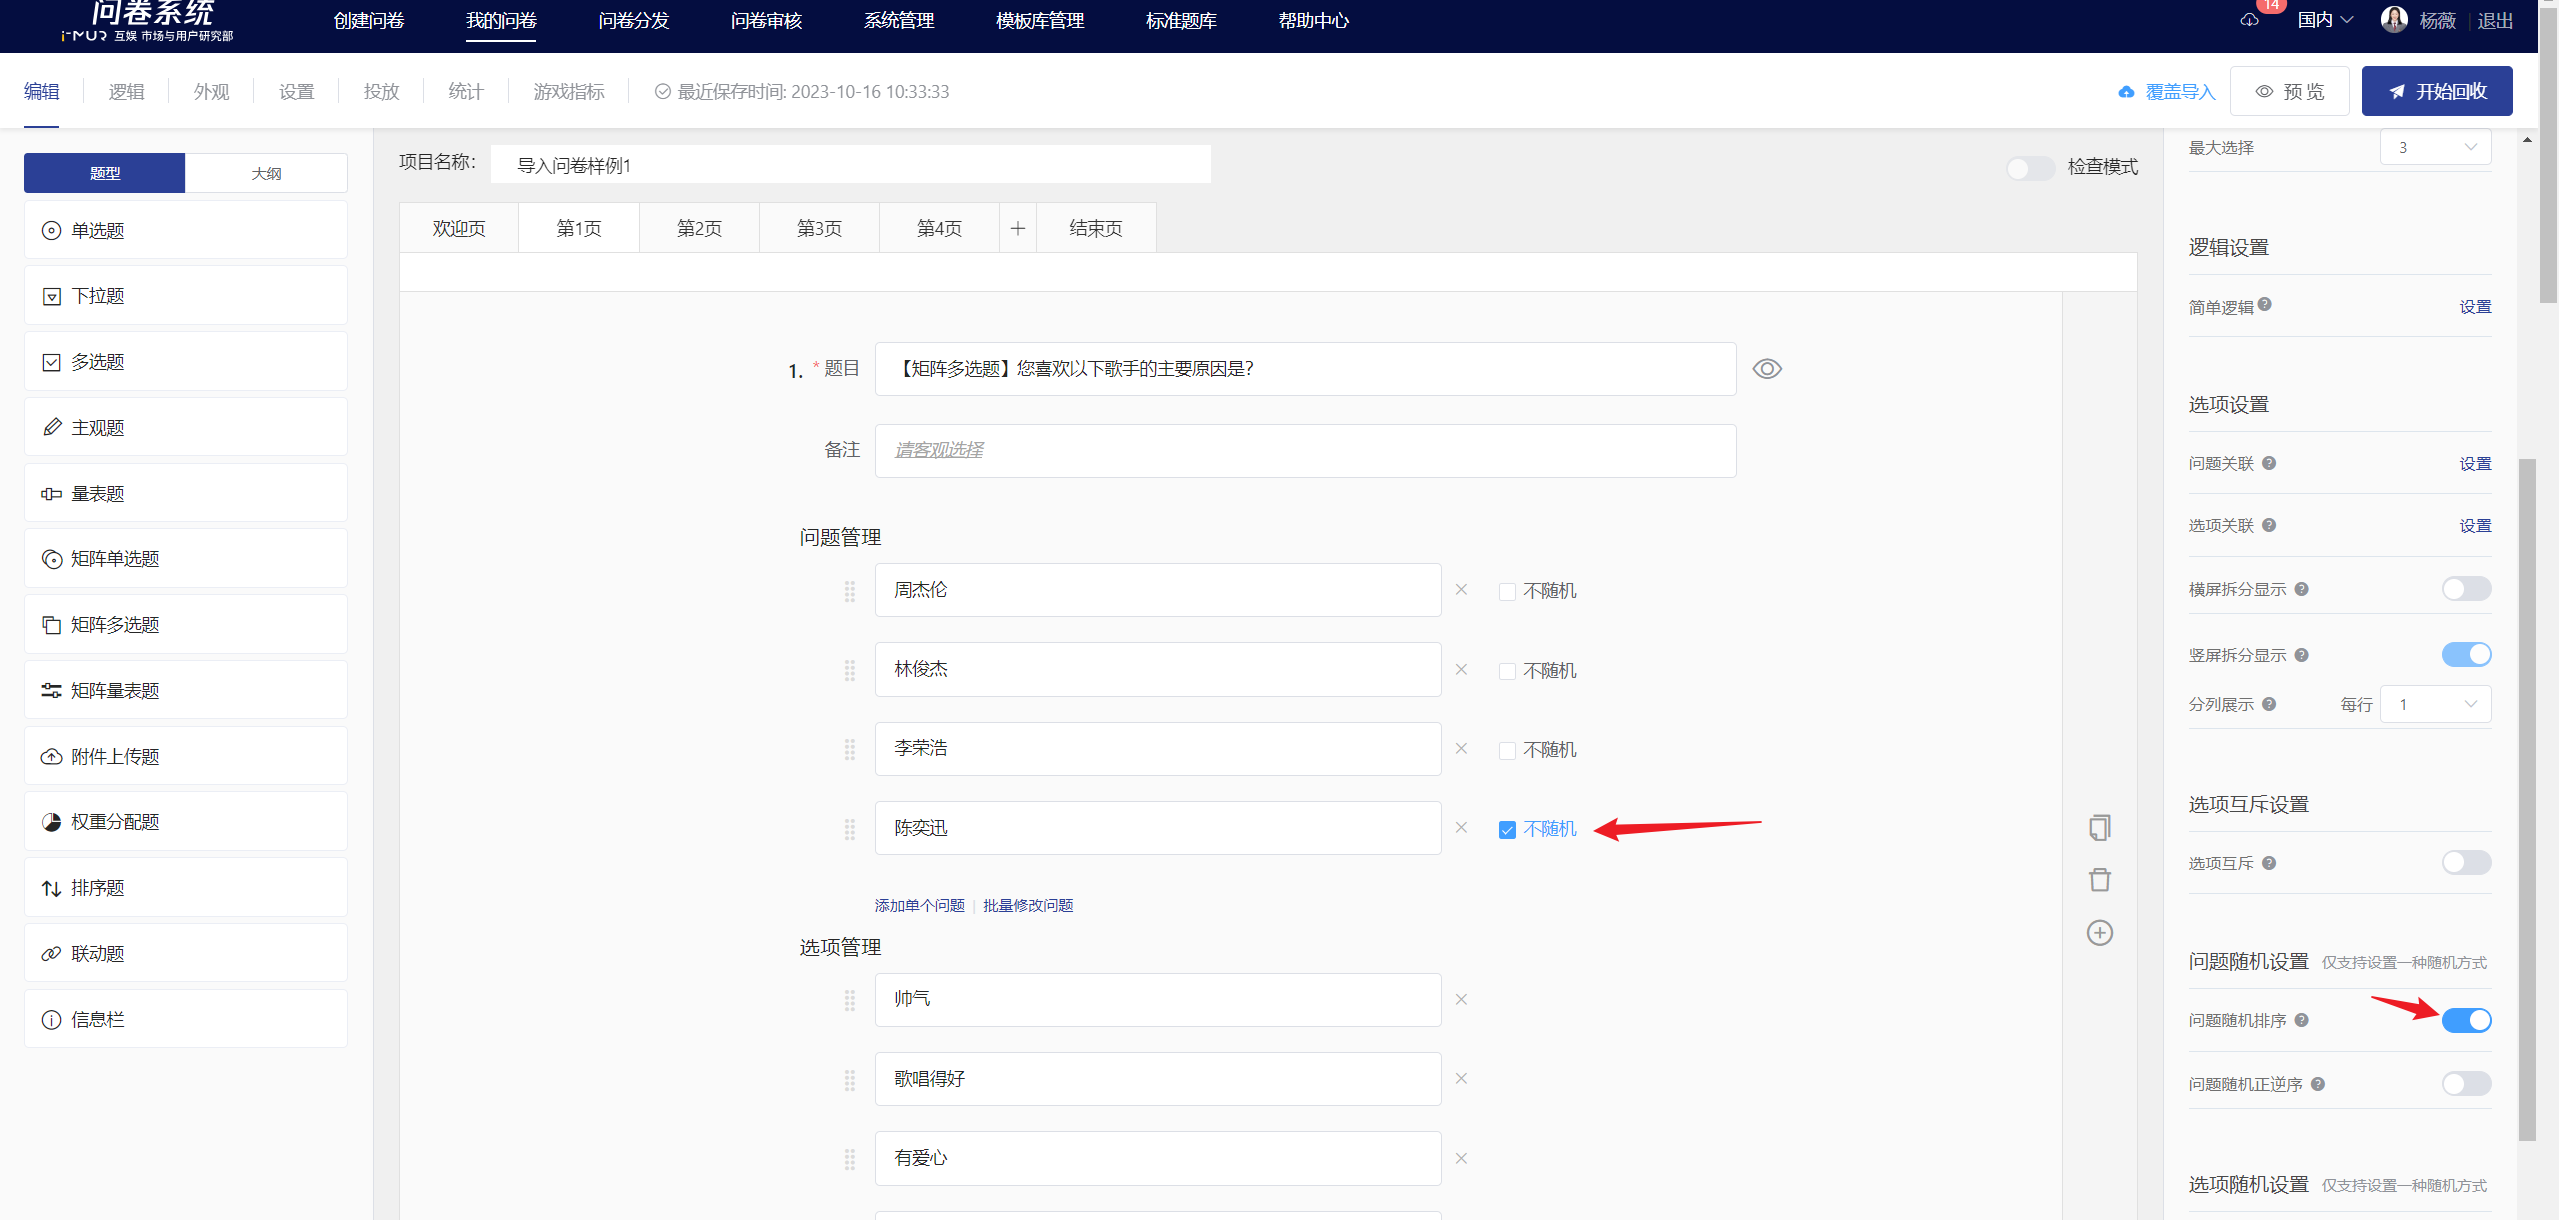 问卷系统
i-MUR 互娱 市场与用户研究部
创建问卷
我的问卷
问卷分发
问卷审核
系统管理
模板库管理
标准题库
帮助中心
14
国内
杨薇
退出
编辑
逻辑
外观
设置
投放
统计
游戏指标
最近保存时间: 2023-10-16 10:33:33
覆盖导入
预 览
开始回收
题型
大纲
单选题
下拉题
多选题
主观题
量表题
矩阵单选题
矩阵多选题
矩阵量表题
附件上传题
权重分配题
排序题
联动题
信息栏
项目名称:
导入问卷样例1
检查模式
欢迎页
第1页
第2页
第3页
第4页
结束页
1. * 题目
【矩阵多选题】您喜欢以下歌手的主要原因是?
备注
请客观选择
问题管理
周杰伦
不随机
林俊杰
不随机
李荣浩
不随机
陈奕迅
不随机
添加单个问题 | 批量修改问题
选项管理
帅气
歌唱得好
有爱心
最大选择
3
逻辑设置
简单逻辑
设置
选项设置
问题关联
设置
选项关联
设置
横屏拆分显示
竖屏拆分显示
分列展示
每行
1
选项互斥设置
选项互斥
问题随机设置 仅支持设置一种随机方式
问题随机排序
问题随机正逆序
选项随机设置 仅支持设置一种随机方式